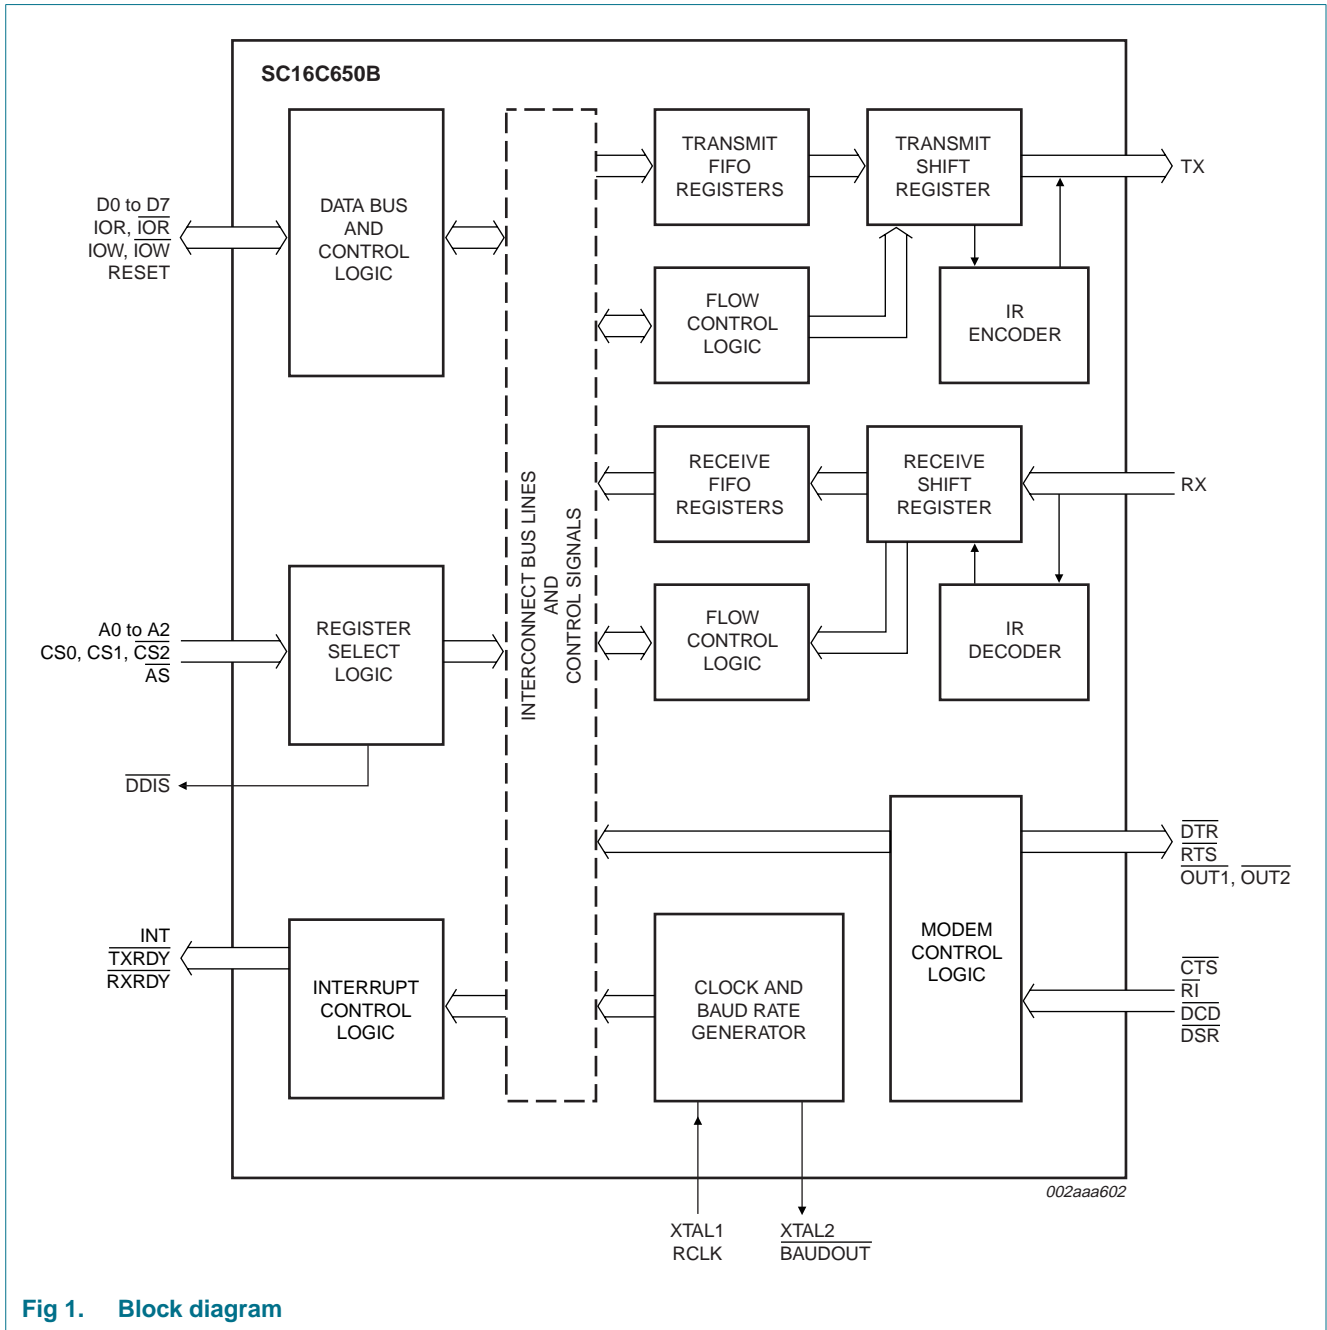 SC16C650B
D0 to D7
IOR, IOR
IOW, IOW
RESET
DATA BUS
AND
CONTROL
LOGIC
TRANSMIT
FIFO
REGISTERS
TRANSMIT
SHIFT
REGISTER
TX
FLOW
CONTROL
LOGIC
IR
ENCODER
INTERCONNECT BUS LINES
AND
CONTROL SIGNALS
RECEIVE
FIFO
REGISTERS
RECEIVE
SHIFT
REGISTER
RX
A0 to A2
CS0, CS1, CS2
AS
REGISTER
SELECT
LOGIC
FLOW
CONTROL
LOGIC
IR
DECODER
DDIS
DTR
RTS
OUT1, OUT2
MODEM
CONTROL
LOGIC
INT
TXRDY
RXRDY
INTERRUPT
CONTROL
LOGIC
CLOCK AND
BAUD RATE
GENERATOR
CTS
RI
DCD
DSR
002aaa602
XTAL1
RCLK
XTAL2
BAUDOUT
Fig 1. Block diagram